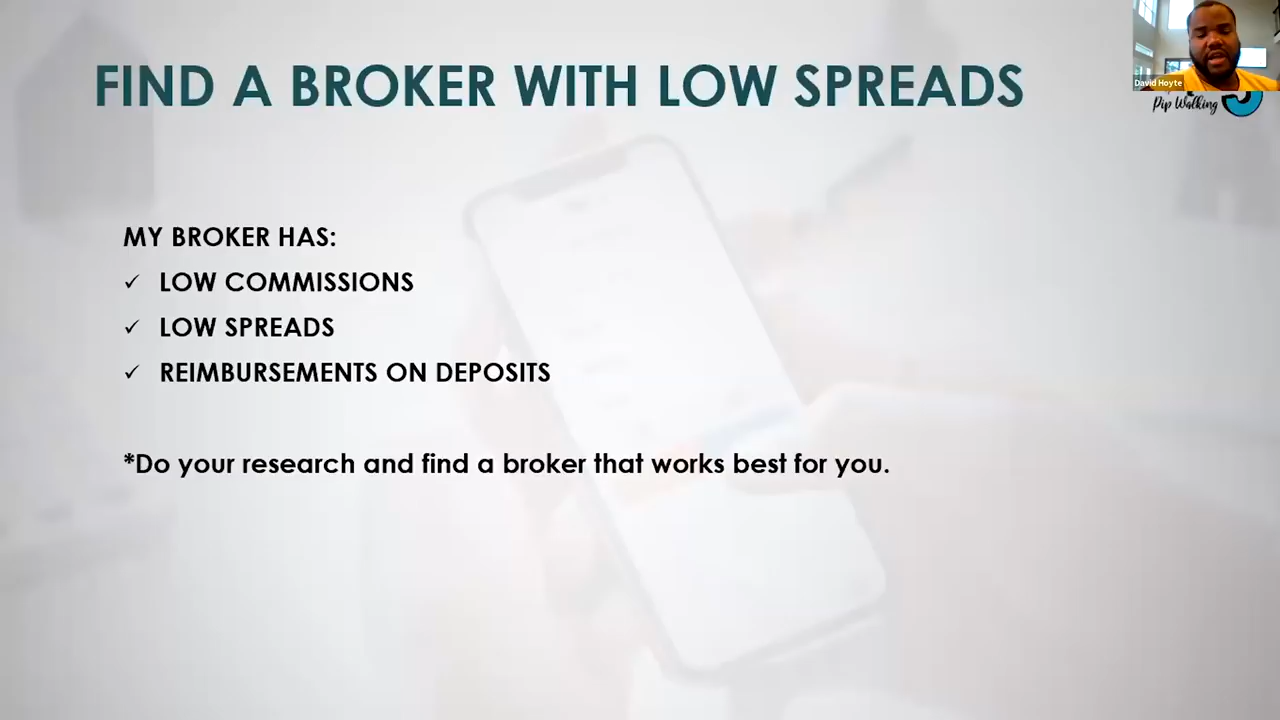 FIND A BROKER WITH LOW SPREADS
David Hoyte
Pip Walking
MY BROKER HAS:
✓ LOW COMMISSIONS
✓ LOW SPREADS
✓ REIMBURSEMENTS ON DEPOSITS
*Do your research and find a broker that works best for you.